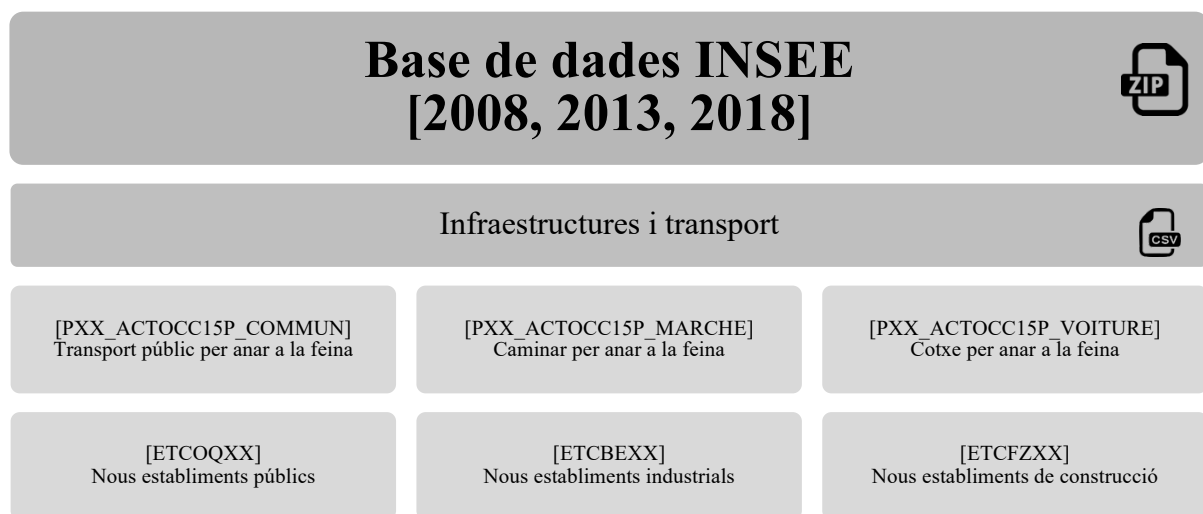 Base de dades INSEE
[2008, 2013, 2018]
ZIP
Infraestructures i transport
CSV
[PXX_ACTOCC15P_COMMUN]
Transport públic per anar a la feina
[PXX_ACTOCC15P_MARCHE]
Caminar per anar a la feina
[PXX_ACTOCC15P_VOITURE]
Cotxe per anar a la feina
[ETCOQXX]
Nous establiments públics
[ETCBEXX]
Nous establiments industrials
[ETCFZXX]
Nous establiments de construcció